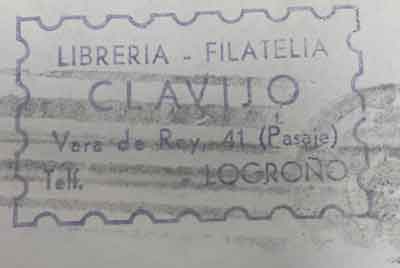 LIBRERIA - FILATELIA
CLAVIJO
Vara de Rey, 41 (Pasaje)
Telf. LOGROÑO